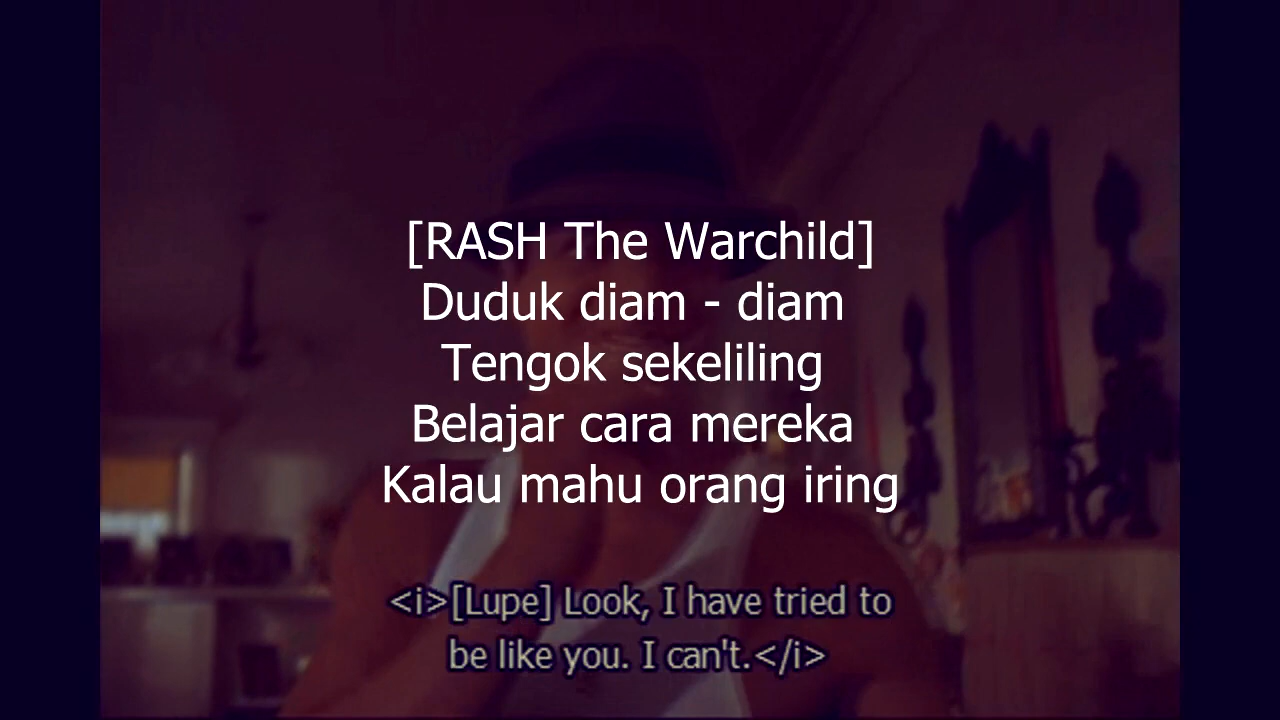 [RASH The Warchild]
Duduk diam - diam
Tengok sekeliling
Belajar cara mereka
Kalau mahu orang iring
<i>[Lupe] Look, I have tried to
be like you. I can't.</i>